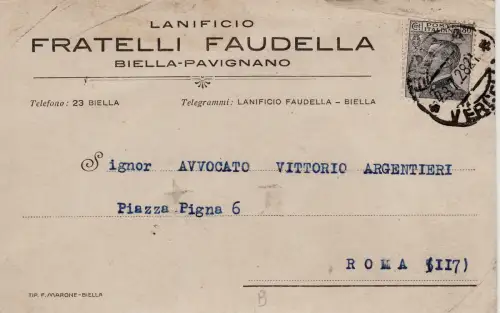 LANIFICIO
FRATELLI FAUDELLA
BIELLA-PAVIGNANO
Telefono: 23 BIELLA
Telegrammi: LANIFICIO FAUDELLA - BIELLA
Signor AVVOCATO VITTORIO ARGENTIERI
Piazza Pigna 6
ROMA (117)
TIP. F. MARONE-BIELLA
B